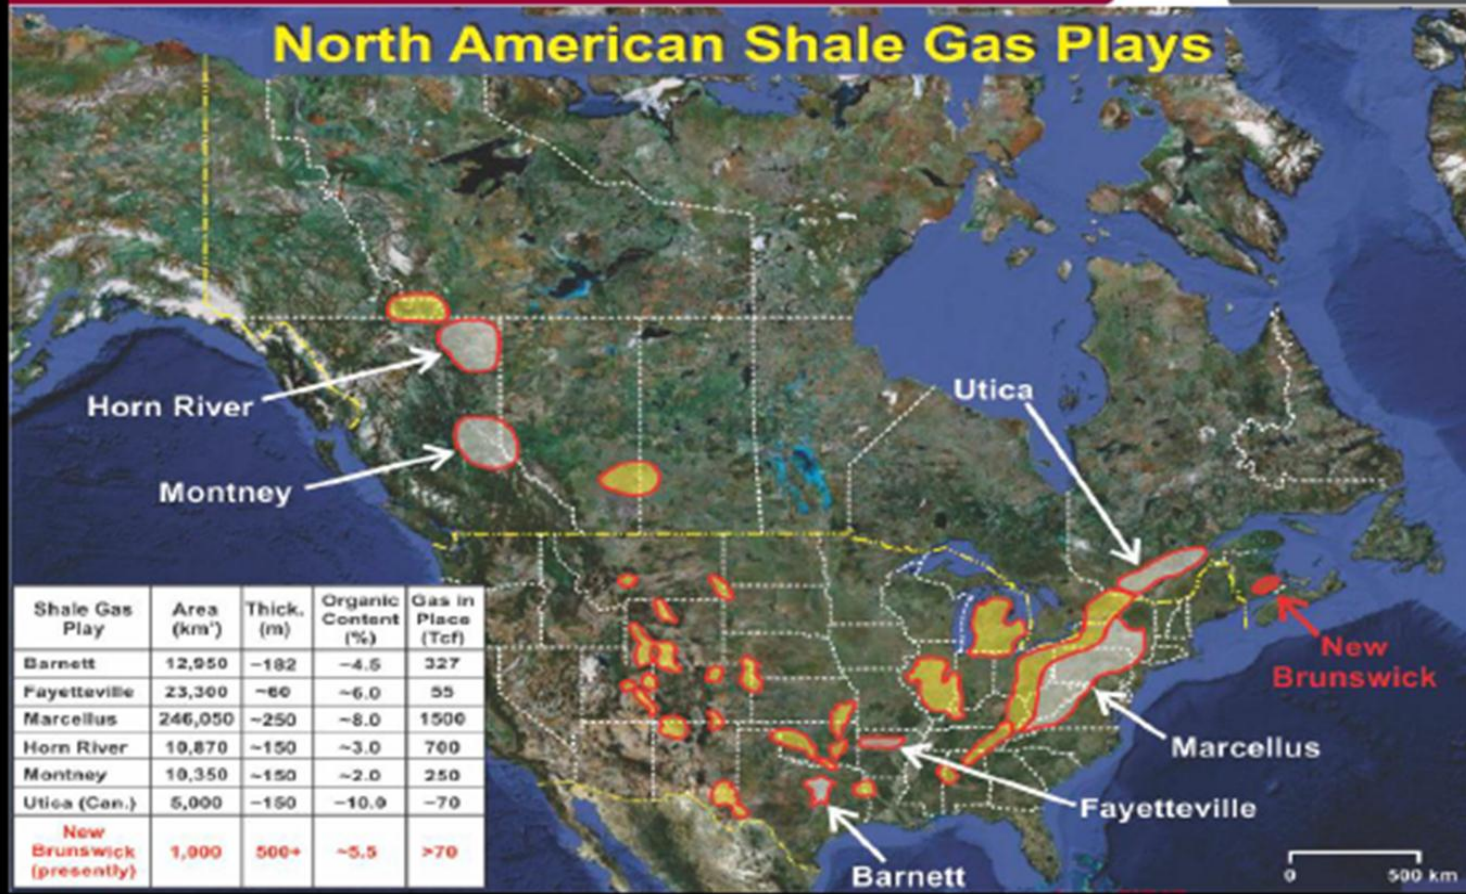 North American Shale Gas Plays
Utica
Horn River
Montney
New
Brunswick
Marcellus
Fayetteville
Barnett
0 500 km
Shale Gas Play Area (km²) Thick. (m) Organic Content (%) Gas in Place (Tcf)
Barnett 12,950 ~182 ~4.5 327
Fayetteville 23,300 ~60 ~6.0 55
Marcellus 246,050 ~250 ~8.0 1500
Horn River 10,870 ~150 ~3.0 700
Montney 10,350 ~150 ~2.0 250
Utica (Can.) 5,000 ~150 ~10.0 ~70
New Brunswick (presently) 1,000 500+ ~5.5 >70